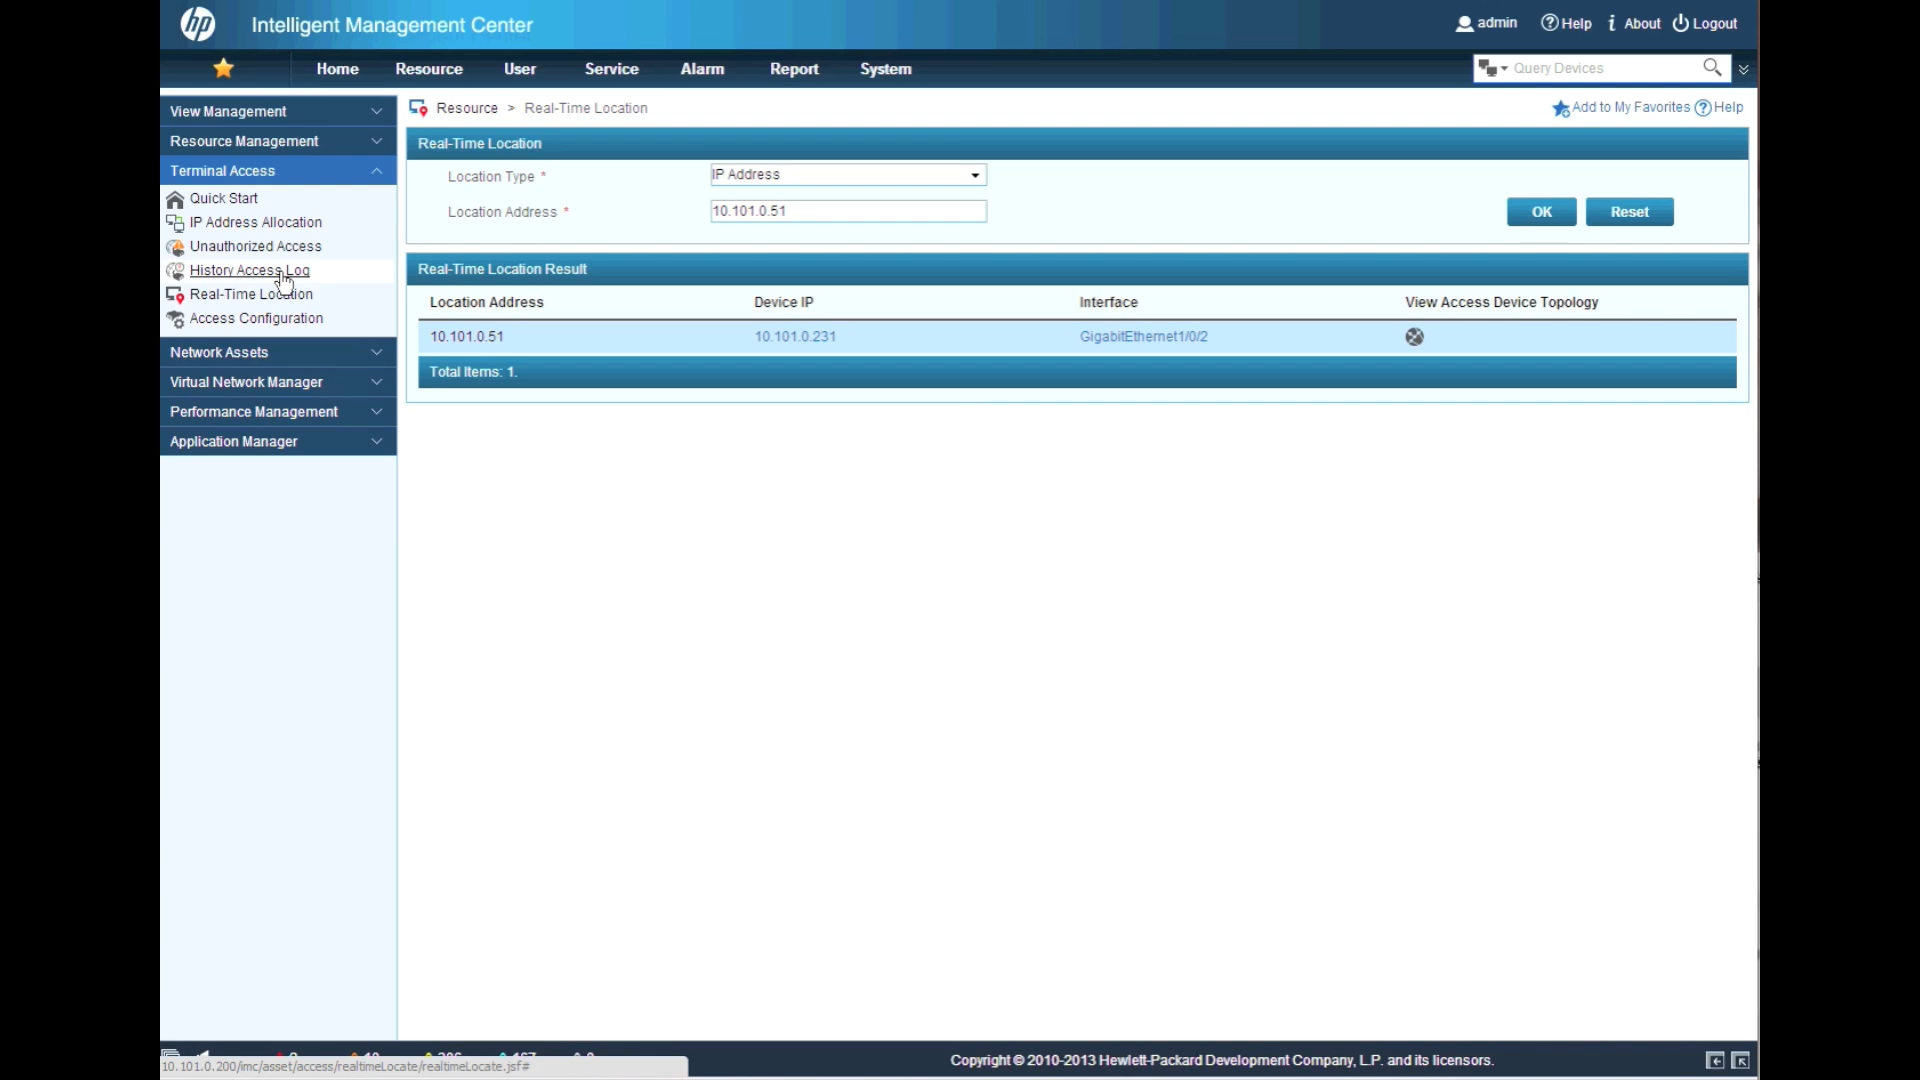 hp
Intelligent Management Center
admin Help i About Logout
Home Resource User Service Alarm Report System
Query Devices
View Management
Resource Management
Terminal Access
Quick Start
IP Address Allocation
Unauthorized Access
History Access Log
Real-Time Location
Access Configuration
Network Assets
Virtual Network Manager
Performance Management
Application Manager
Resource > Real-Time Location
Add to My Favorites Help
Real-Time Location
Location Type * IP Address
Location Address * 10.101.0.51
OK Reset
Real-Time Location Result
Location Address Device IP Interface View Access Device Topology
10.101.0.51 10.101.0.231 GigabitEthernet1/0/2
Total Items: 1.
10.101.0.200/imc/asset/access/realtimeLocate/realtimeLocate.jsf#
Copyright © 2010-2013 Hewlett-Packard Development Company, L.P. and its licensors.